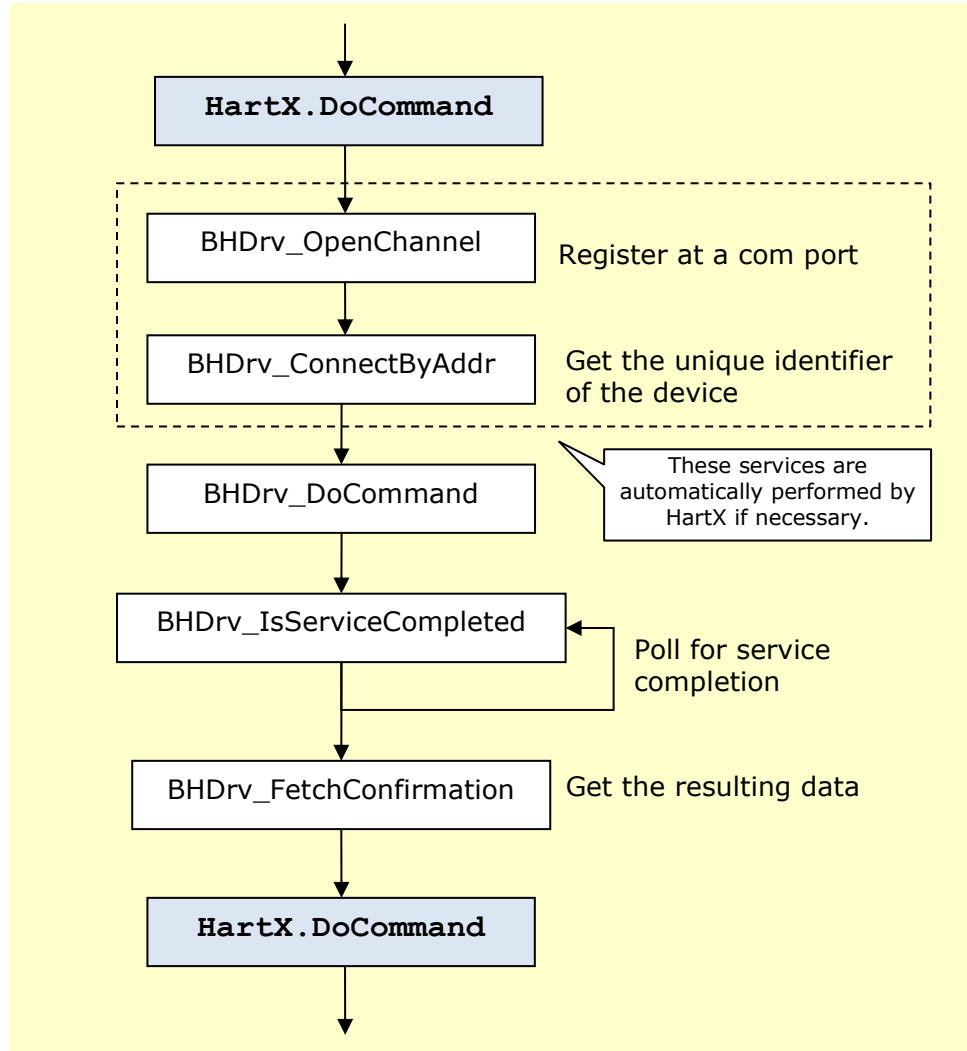 HartX.DoCommand
BHDrv_OpenChannel
Register at a com port
BHDrv_ConnectByAddr
Get the unique identifier
of the device
These services are
automatically performed by
HartX if necessary.
BHDrv_DoCommand
BHDrv_IsServiceCompleted
Poll for service
completion
BHDrv_FetchConfirmation
Get the resulting data
HartX.DoCommand